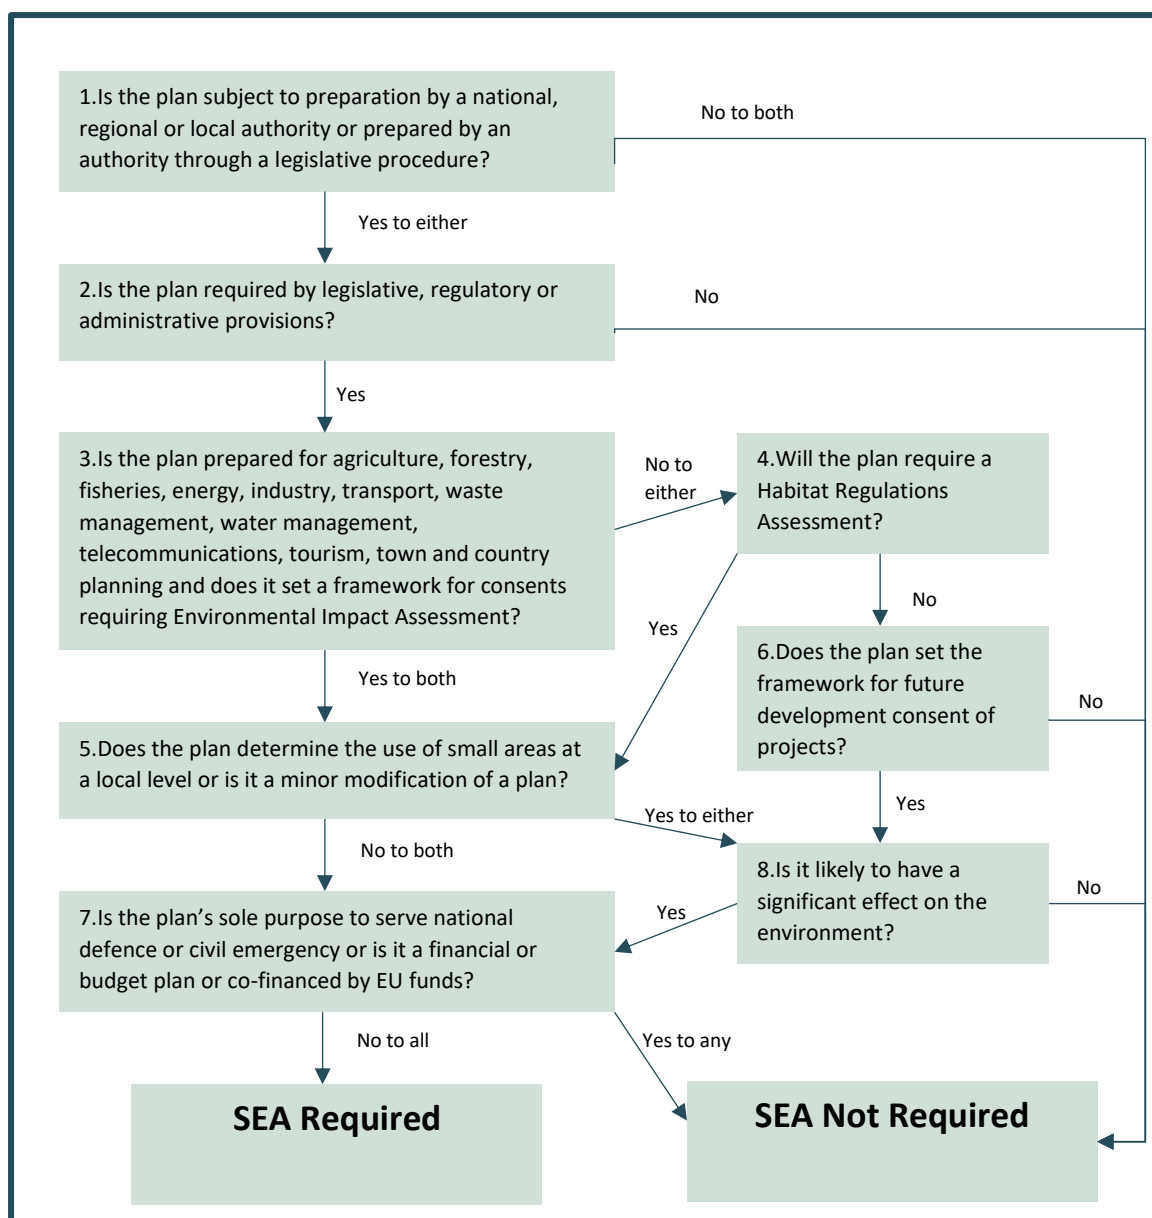 1.Is the plan subject to preparation by a national,
regional or local authority or prepared by an
authority through a legislative procedure?
No to both
Yes to either
2.Is the plan required by legislative, regulatory or
administrative provisions?
No
Yes
3.Is the plan prepared for agriculture, forestry,
fisheries, energy, industry, transport, waste
management, water management,
telecommunications, tourism, town and country
planning and does it set a framework for consents
requiring Environmental Impact Assessment?
No to
either
4.Will the plan require a
Habitat Regulations
Assessment?
No
Yes
Yes to both
6.Does the plan set the
framework for future
development consent of
projects?
No
5.Does the plan determine the use of small areas at
a local level or is it a minor modification of a plan?
Yes
Yes to either
No to both
8.Is it likely to have a
significant effect on the
environment?
No
Yes
7.Is the plan’s sole purpose to serve national
defence or civil emergency or is it a financial or
budget plan or co-financed by EU funds?
No to all
Yes to any
SEA Required
SEA Not Required